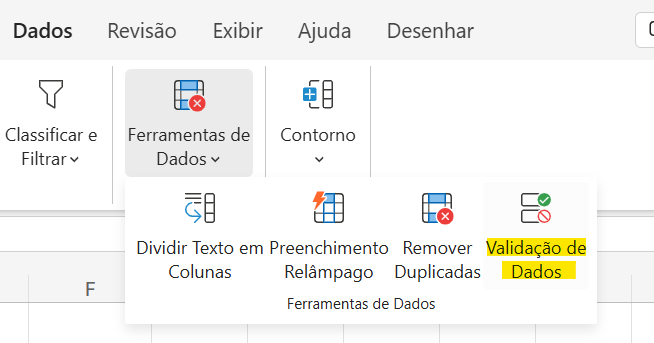 Dados Revisão Exibir Ajuda Desenhar
Classificar e
Filtrar
Ferramentas de
Dados
Contorno
Dividir Texto em
Colunas
Preenchimento
Relâmpago
Remover
Duplicadas
Validação de
Dados
Ferramentas de Dados
F